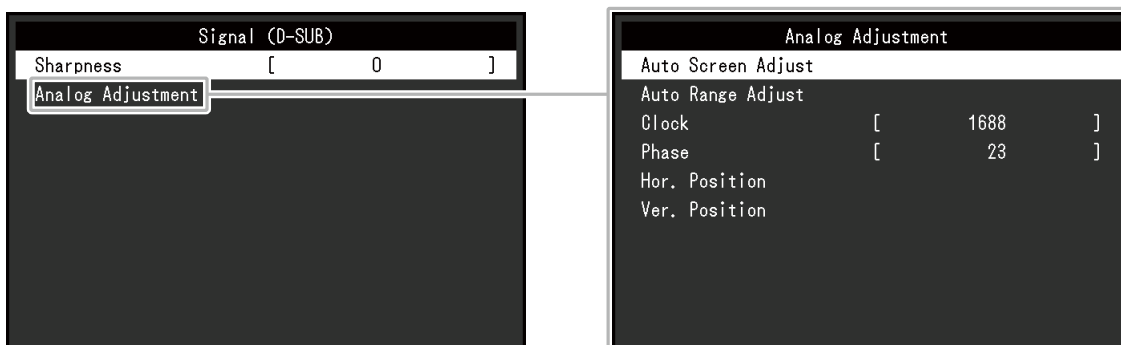 Signal (D-SUB)
Sharpness [ 0 ]
Analog Adjustment
Analog Adjustment
Auto Screen Adjust
Auto Range Adjust
Clock [ 1688 ]
Phase [ 23 ]
Hor. Position
Ver. Position